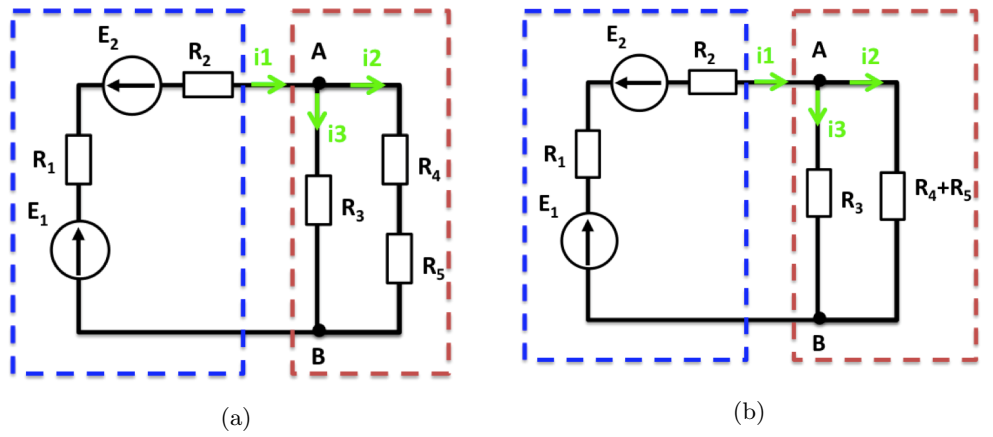 E₂
R₂
i1
A
i2
i3
R₁
R₄
R₃
E₁
R₅
B
(a)
E₂
R₂
i1
A
i2
i3
R₁
R₃
R₄+R₅
E₁
B
(b)